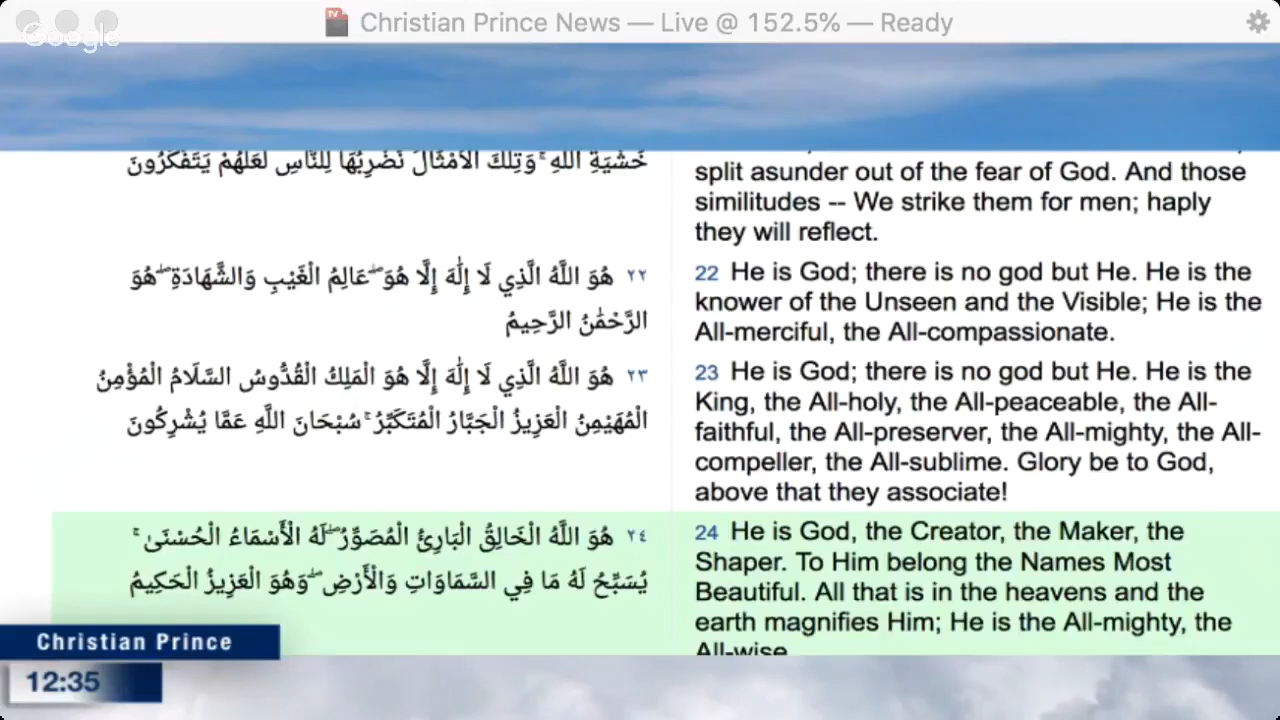 Christian Prince News — Live @ 152.5% — Ready
Google
TV
خَشْيَةِ اللَّهِ ۚ وَتِلْكَ الْأَمْثَالُ نَضْرِبُهَا لِلنَّاسِ لَعَلَّهُمْ يَتَفَكَّرُونَ
٢٢ هُوَ اللَّهُ الَّذِي لَا إِلَٰهَ إِلَّا هُوَ ۖ عَالِمُ الْغَيْبِ وَالشَّهَادَةِ ۖ هُوَ
الرَّحْمَٰنُ الرَّحِيمُ
٢٣ هُوَ اللَّهُ الَّذِي لَا إِلَٰهَ إِلَّا هُوَ الْمَلِكُ الْقُدُّوسُ السَّلَامُ الْمُؤْمِنُ
الْمُهَيْمِنُ الْعَزِيزُ الْجَبَّارُ الْمُتَكَبِّرُ ۚ سُبْحَانَ اللَّهِ عَمَّا يُشْرِكُونَ
٢٤ هُوَ اللَّهُ الْخَالِقُ الْبَارِئُ الْمُصَوِّرُ ۖ لَهُ الْأَسْمَاءُ الْحُسْنَىٰ ۚ
يُسَبِّحُ لَهُ مَا فِي السَّمَاوَاتِ وَالْأَرْضِ ۖ وَهُوَ الْعَزِيزُ الْحَكِيمُ
split asunder out of the fear of God. And those
similitudes -- We strike them for men; haply
they will reflect.
22 He is God; there is no god but He. He is the
knower of the Unseen and the Visible; He is the
All-merciful, the All-compassionate.
23 He is God; there is no god but He. He is the
King, the All-holy, the All-peaceable, the All-
faithful, the All-preserver, the All-mighty, the All-
compeller, the All-sublime. Glory be to God,
above that they associate!
24 He is God, the Creator, the Maker, the
Shaper. To Him belong the Names Most
Beautiful. All that is in the heavens and the
earth magnifies Him; He is the All-mighty, the
All-wise
Christian Prince
12:35